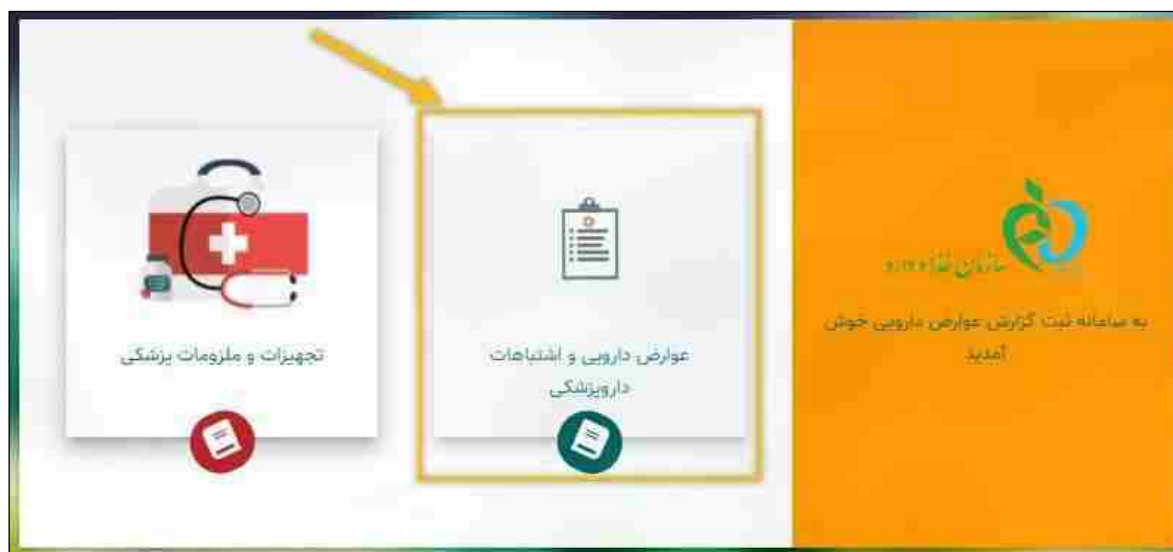 سازمان غذا و دارو
به سامانه ثبت گزارش عوارض دارویی خوش
آمدید
عوارض دارویی و اشتباهات
داروپزشکی
تجهیزات و ملزومات پزشکی